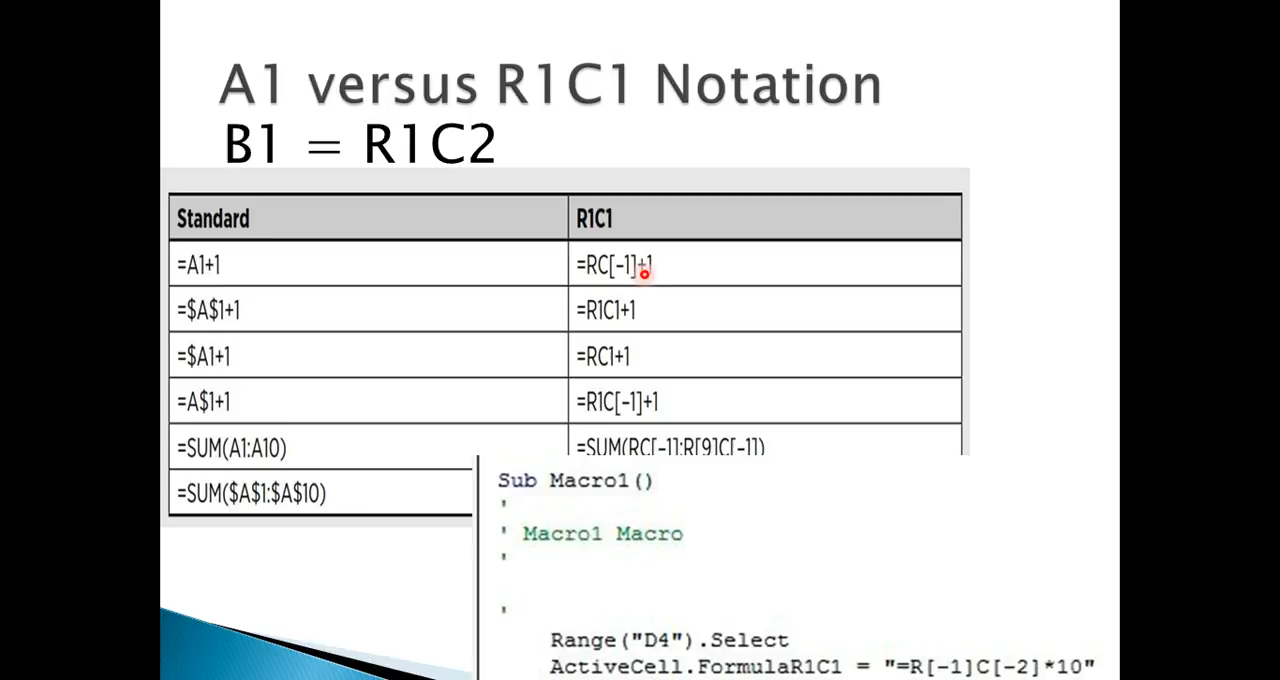 A1 versus R1C1 Notation
B1 = R1C2
Standard R1C1
=A1+1 =RC[-1]+1
=$A$1+1 =R1C1+1
=$A1+1 =RC1+1
=A$1+1 =R1C[-1]+1
=SUM(A1:A10) =SUM(RC[-1]:R[9]C[-1])
=SUM($A$1:$A$10)
Sub Macro1()
'
' Macro1 Macro
'
'
Range("D4").Select
ActiveCell.FormulaR1C1 = "=R[-1]C[-2]*10"